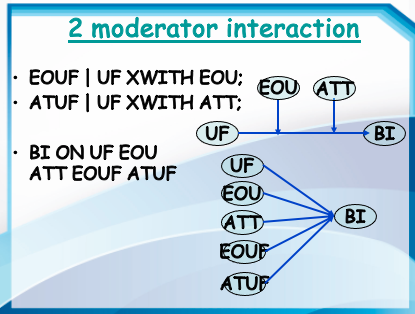 2 moderator interaction
• EOUF | UF XWITH EOU;
• ATUF | UF XWITH ATT;
• BI ON UF EOU
ATT EOUF ATUF
EOU
ATT
UF
BI
UF
EOU
ATT
EOUF
ATUF
BI